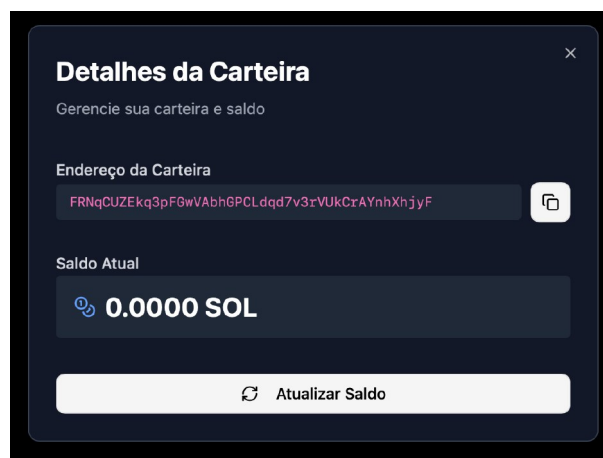 Detalhes da Carteira
Gerencie sua carteira e saldo
Endereço da Carteira
FRNqCUZEkq3pFGwVAbhGPCLdqd7v3rVUkCrAYnhXhjyF
Saldo Atual
0.0000 SOL
Atualizar Saldo